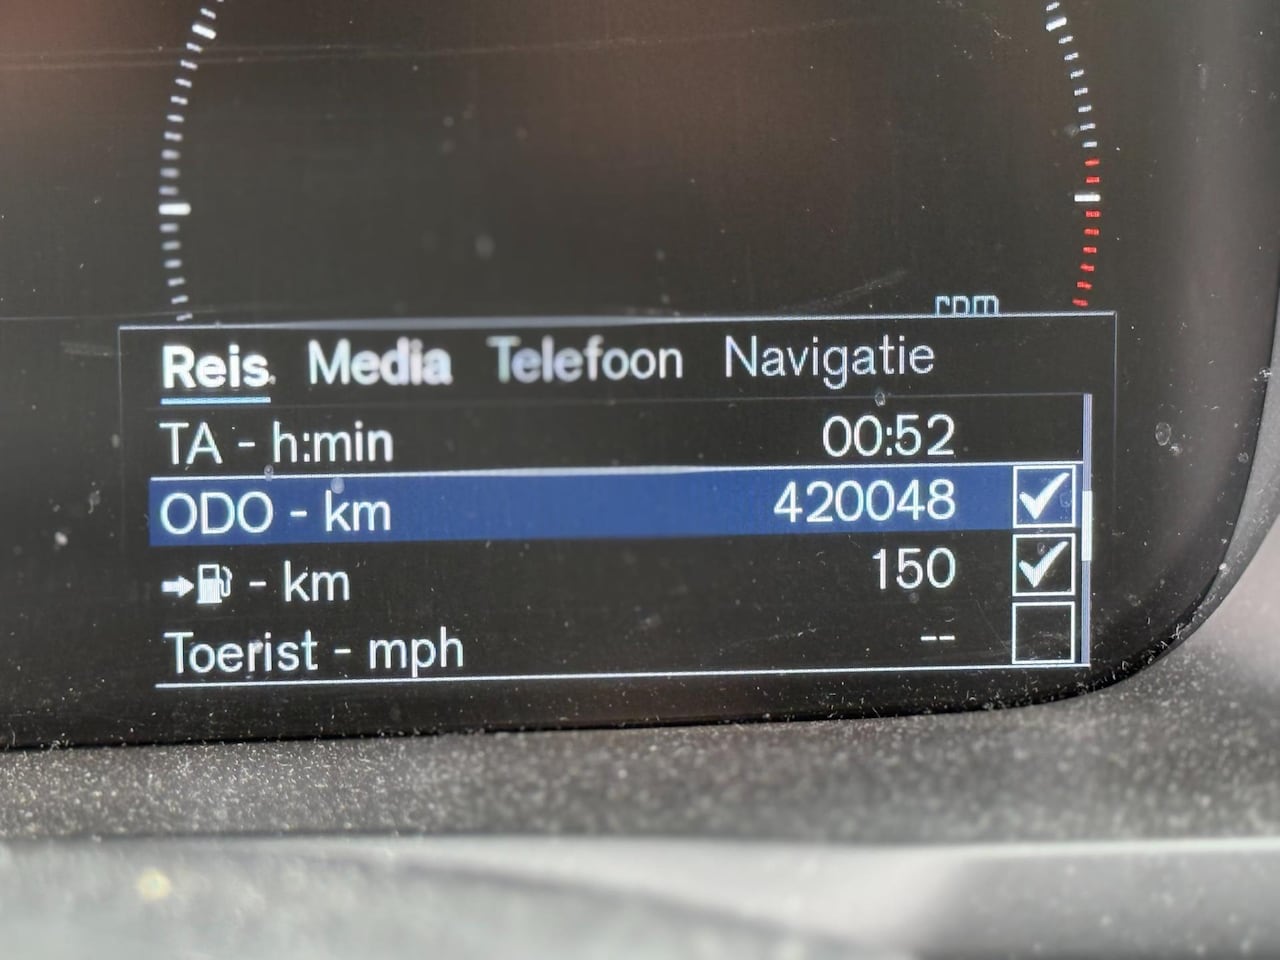 rpm
Reis Media Telefoon Navigatie
TA - h:min 00:52
ODO - km 420048
- km 150
Toerist - mph --